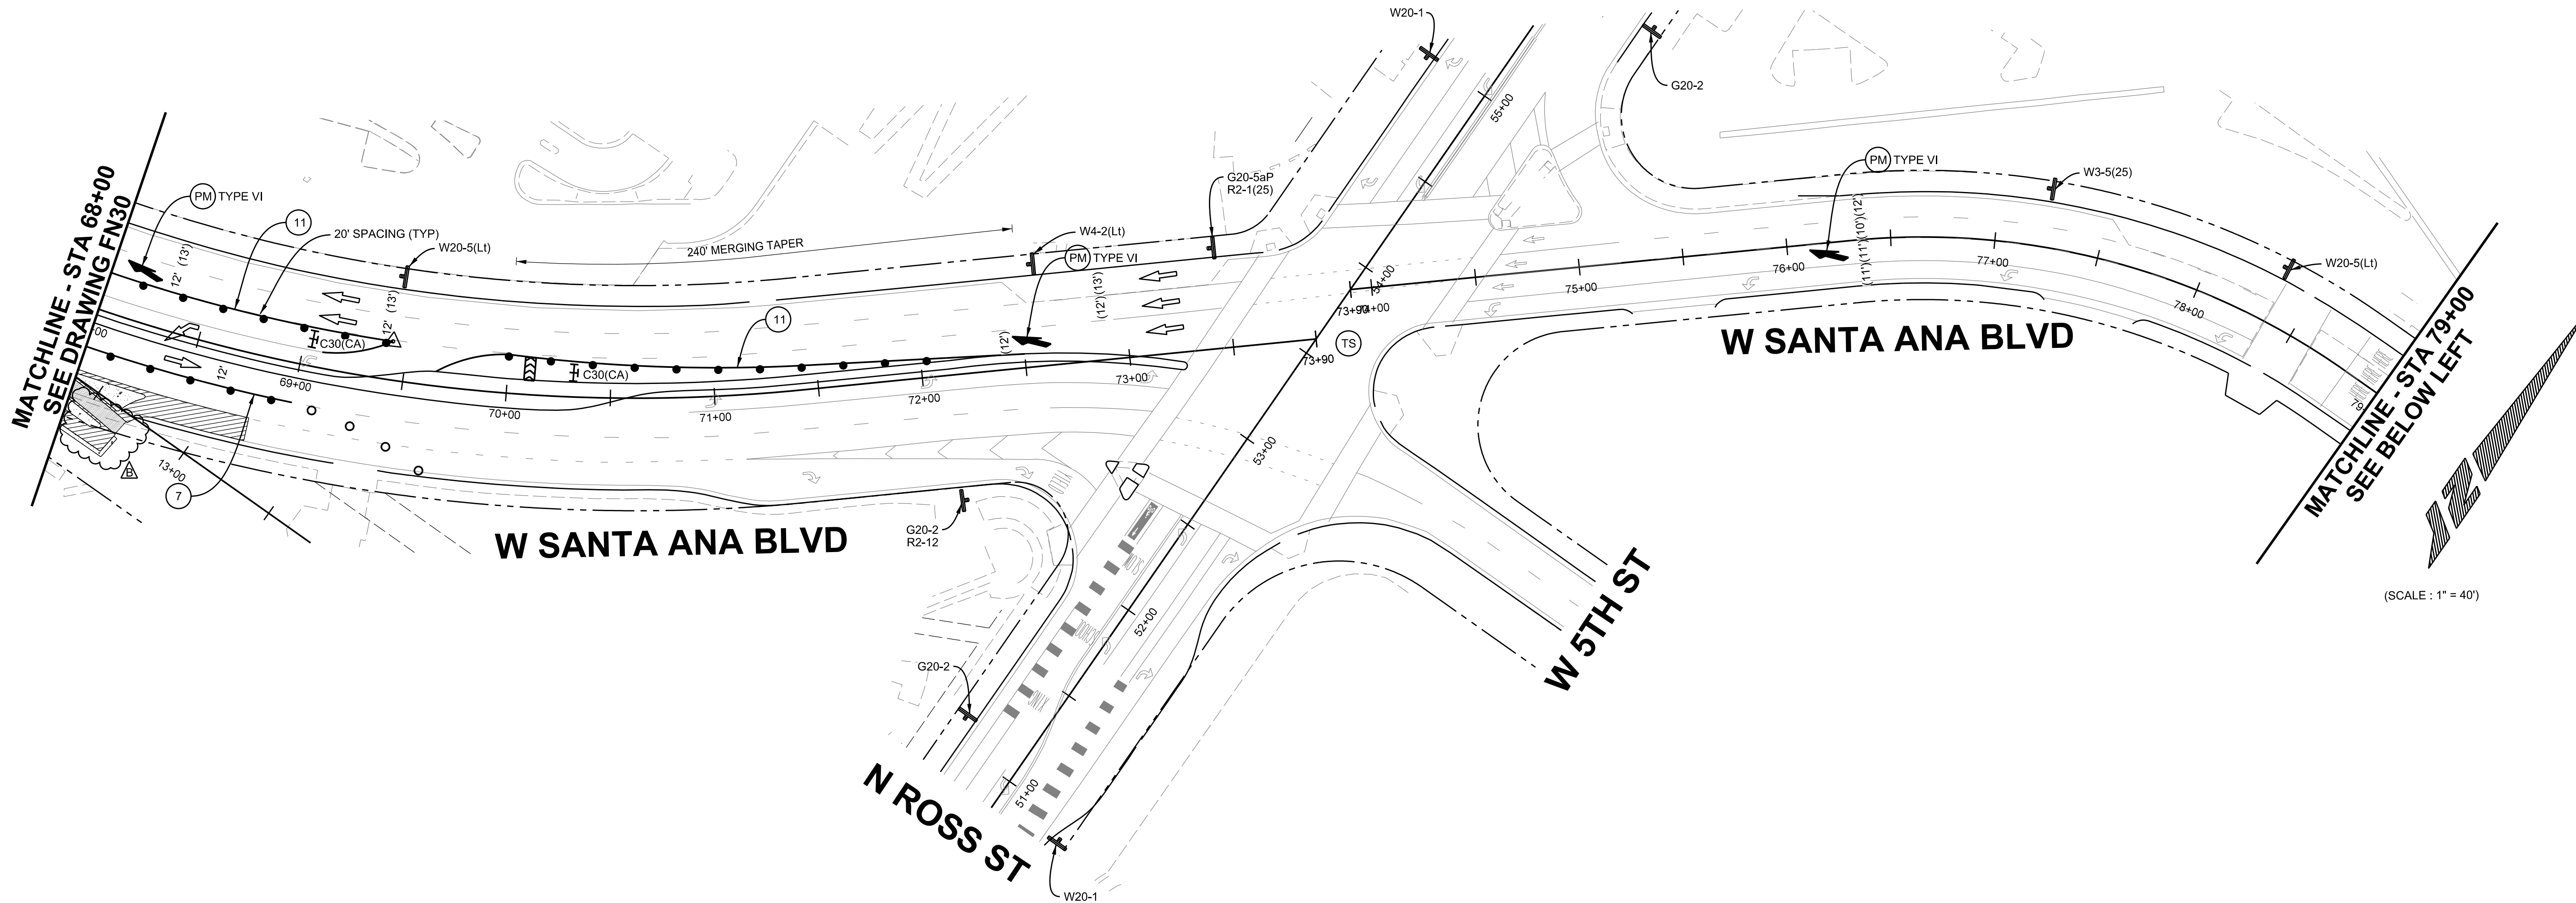 MATCHLINE - STA 68+00
SEE DRAWING FN30
PM TYPE VI
11
20' SPACING (TYP)
W20-5(Lt)
12' (13')
12' (13')
C30(CA)
12'
69+00
13+00
B
7
240' MERGING TAPER
C30(CA)
70+00
71+00
72+00
73+00
11
W4-2(Lt)
PM TYPE VI
(12')
(12')(13')
G20-5aP
R2-1(25)
W SANTA ANA BLVD
G20-2
R2-12
G20-2
N ROSS ST
W20-1
51+00
52+00
53+00
73+90
TS
54+00
55+00
W20-1
G20-2
73+90
74+00
75+00
76+00
77+00
78+00
PM TYPE VI
(11')(11')(10')(12')
W3-5(25)
W20-5(Lt)
W SANTA ANA BLVD
W 5TH ST
MATCHLINE - STA 79+00
SEE BELOW LEFT
(SCALE : 1" = 40')